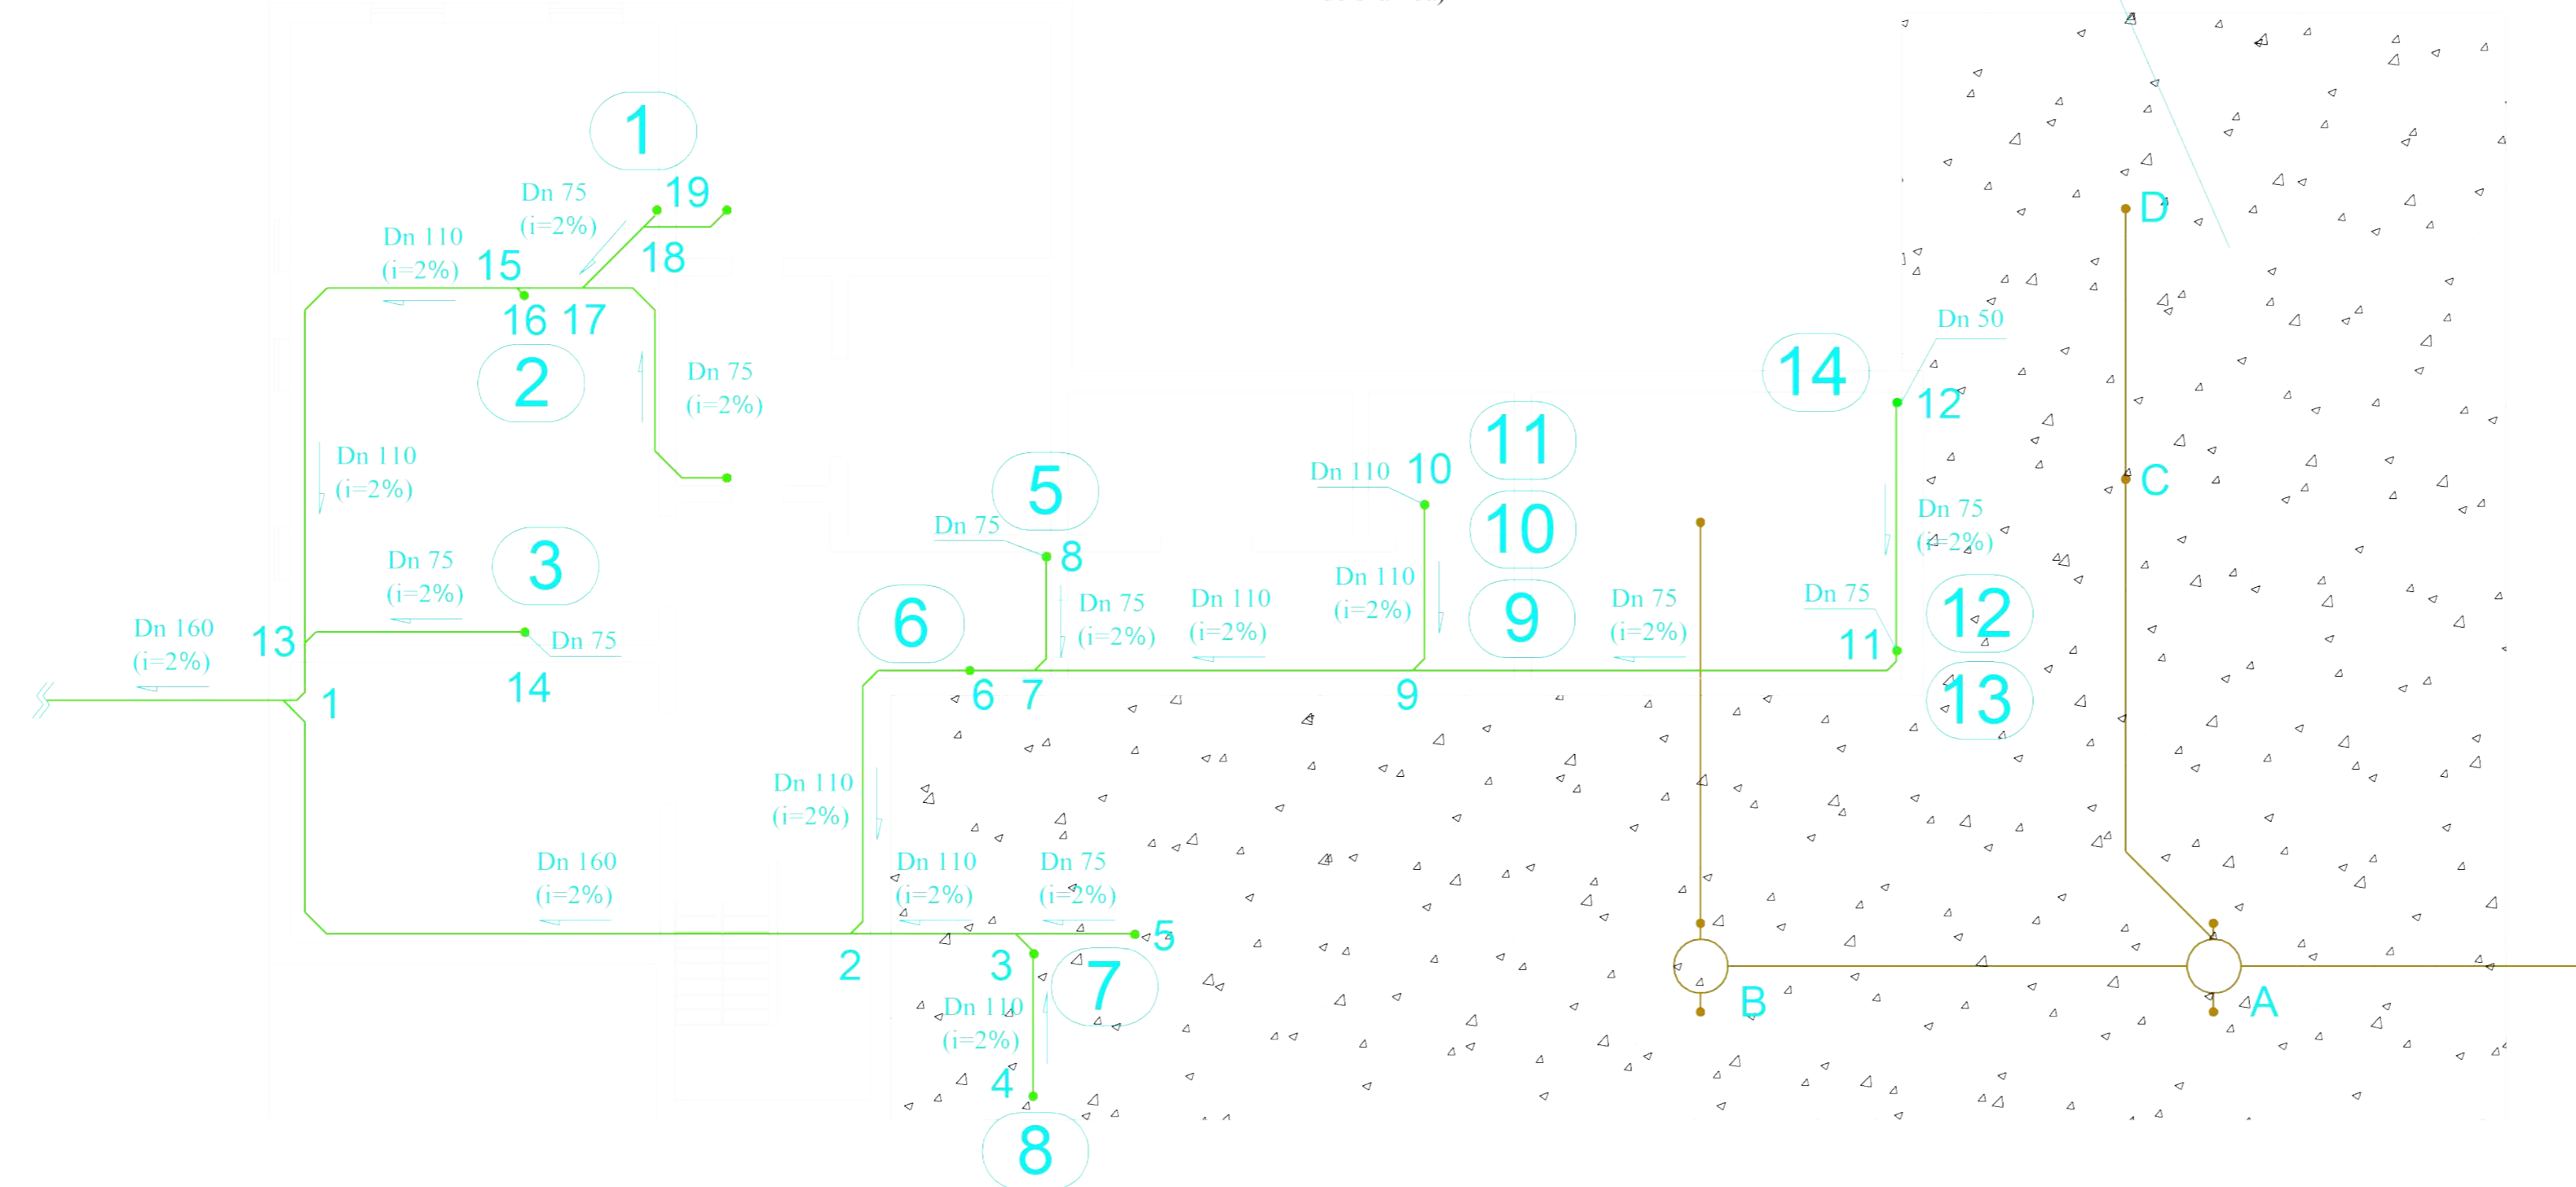 1
19
Dn 75
(i=2%)
D
Dn 110
(i=2%)
15
18
16
17
Dn 50
2
Dn 75
(i=2%)
14
12
11
Dn 110
(i=2%)
Dn 110
10
5
C
10
Dn 75
Dn 75
(i=2%)
8
3
Dn 75
(i=2%)
Dn 110
(i=2%)
Dn 75
12
6
Dn 75
(i=2%)
Dn 110
(i=2%)
9
Dn 75
(i=2%)
Dn 160
(i=2%)
13
Dn 75
11
14
1
6
7
9
13
Dn 110
(i=2%)
Dn 160
(i=2%)
Dn 110
(i=2%)
Dn 75
(i=2%)
5
2
3
7
Dn 110
(i=2%)
B
A
4
8